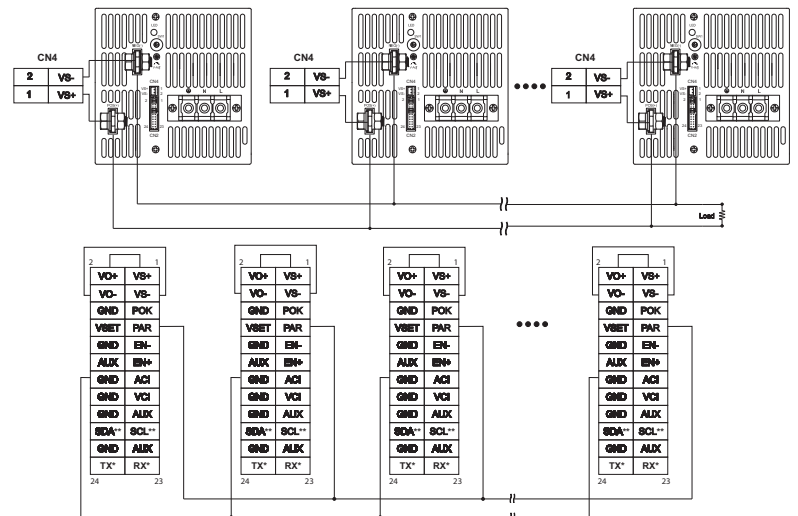 CN4
2 VS-
1 VS+
CN4
2 VS-
1 VS+
CN4
2 VS-
1 VS+
CN4
CN2
N L
CN4
CN2
N L
CN4
CN2
N L
Load
2 1
VO+ VS+
VO- VS-
GND POK
VSET PAR
GND EN-
AUX EN+
GND ACI
GND VCI
GND AUX
SDA** SCL**
GND AUX
TX* RX*
24 23
2 1
VO+ VS+
VO- VS-
GND POK
VSET PAR
GND EN-
AUX EN+
GND ACI
GND VCI
GND AUX
SDA** SCL**
GND AUX
TX* RX*
24 23
2 1
VO+ VS+
VO- VS-
GND POK
VSET PAR
GND EN-
AUX EN+
GND ACI
GND VCI
GND AUX
SDA** SCL**
GND AUX
TX* RX*
24 23
2 1
VO+ VS+
VO- VS-
GND POK
VSET PAR
GND EN-
AUX EN+
GND ACI
GND VCI
GND AUX
SDA** SCL**
GND AUX
TX* RX*
24 23